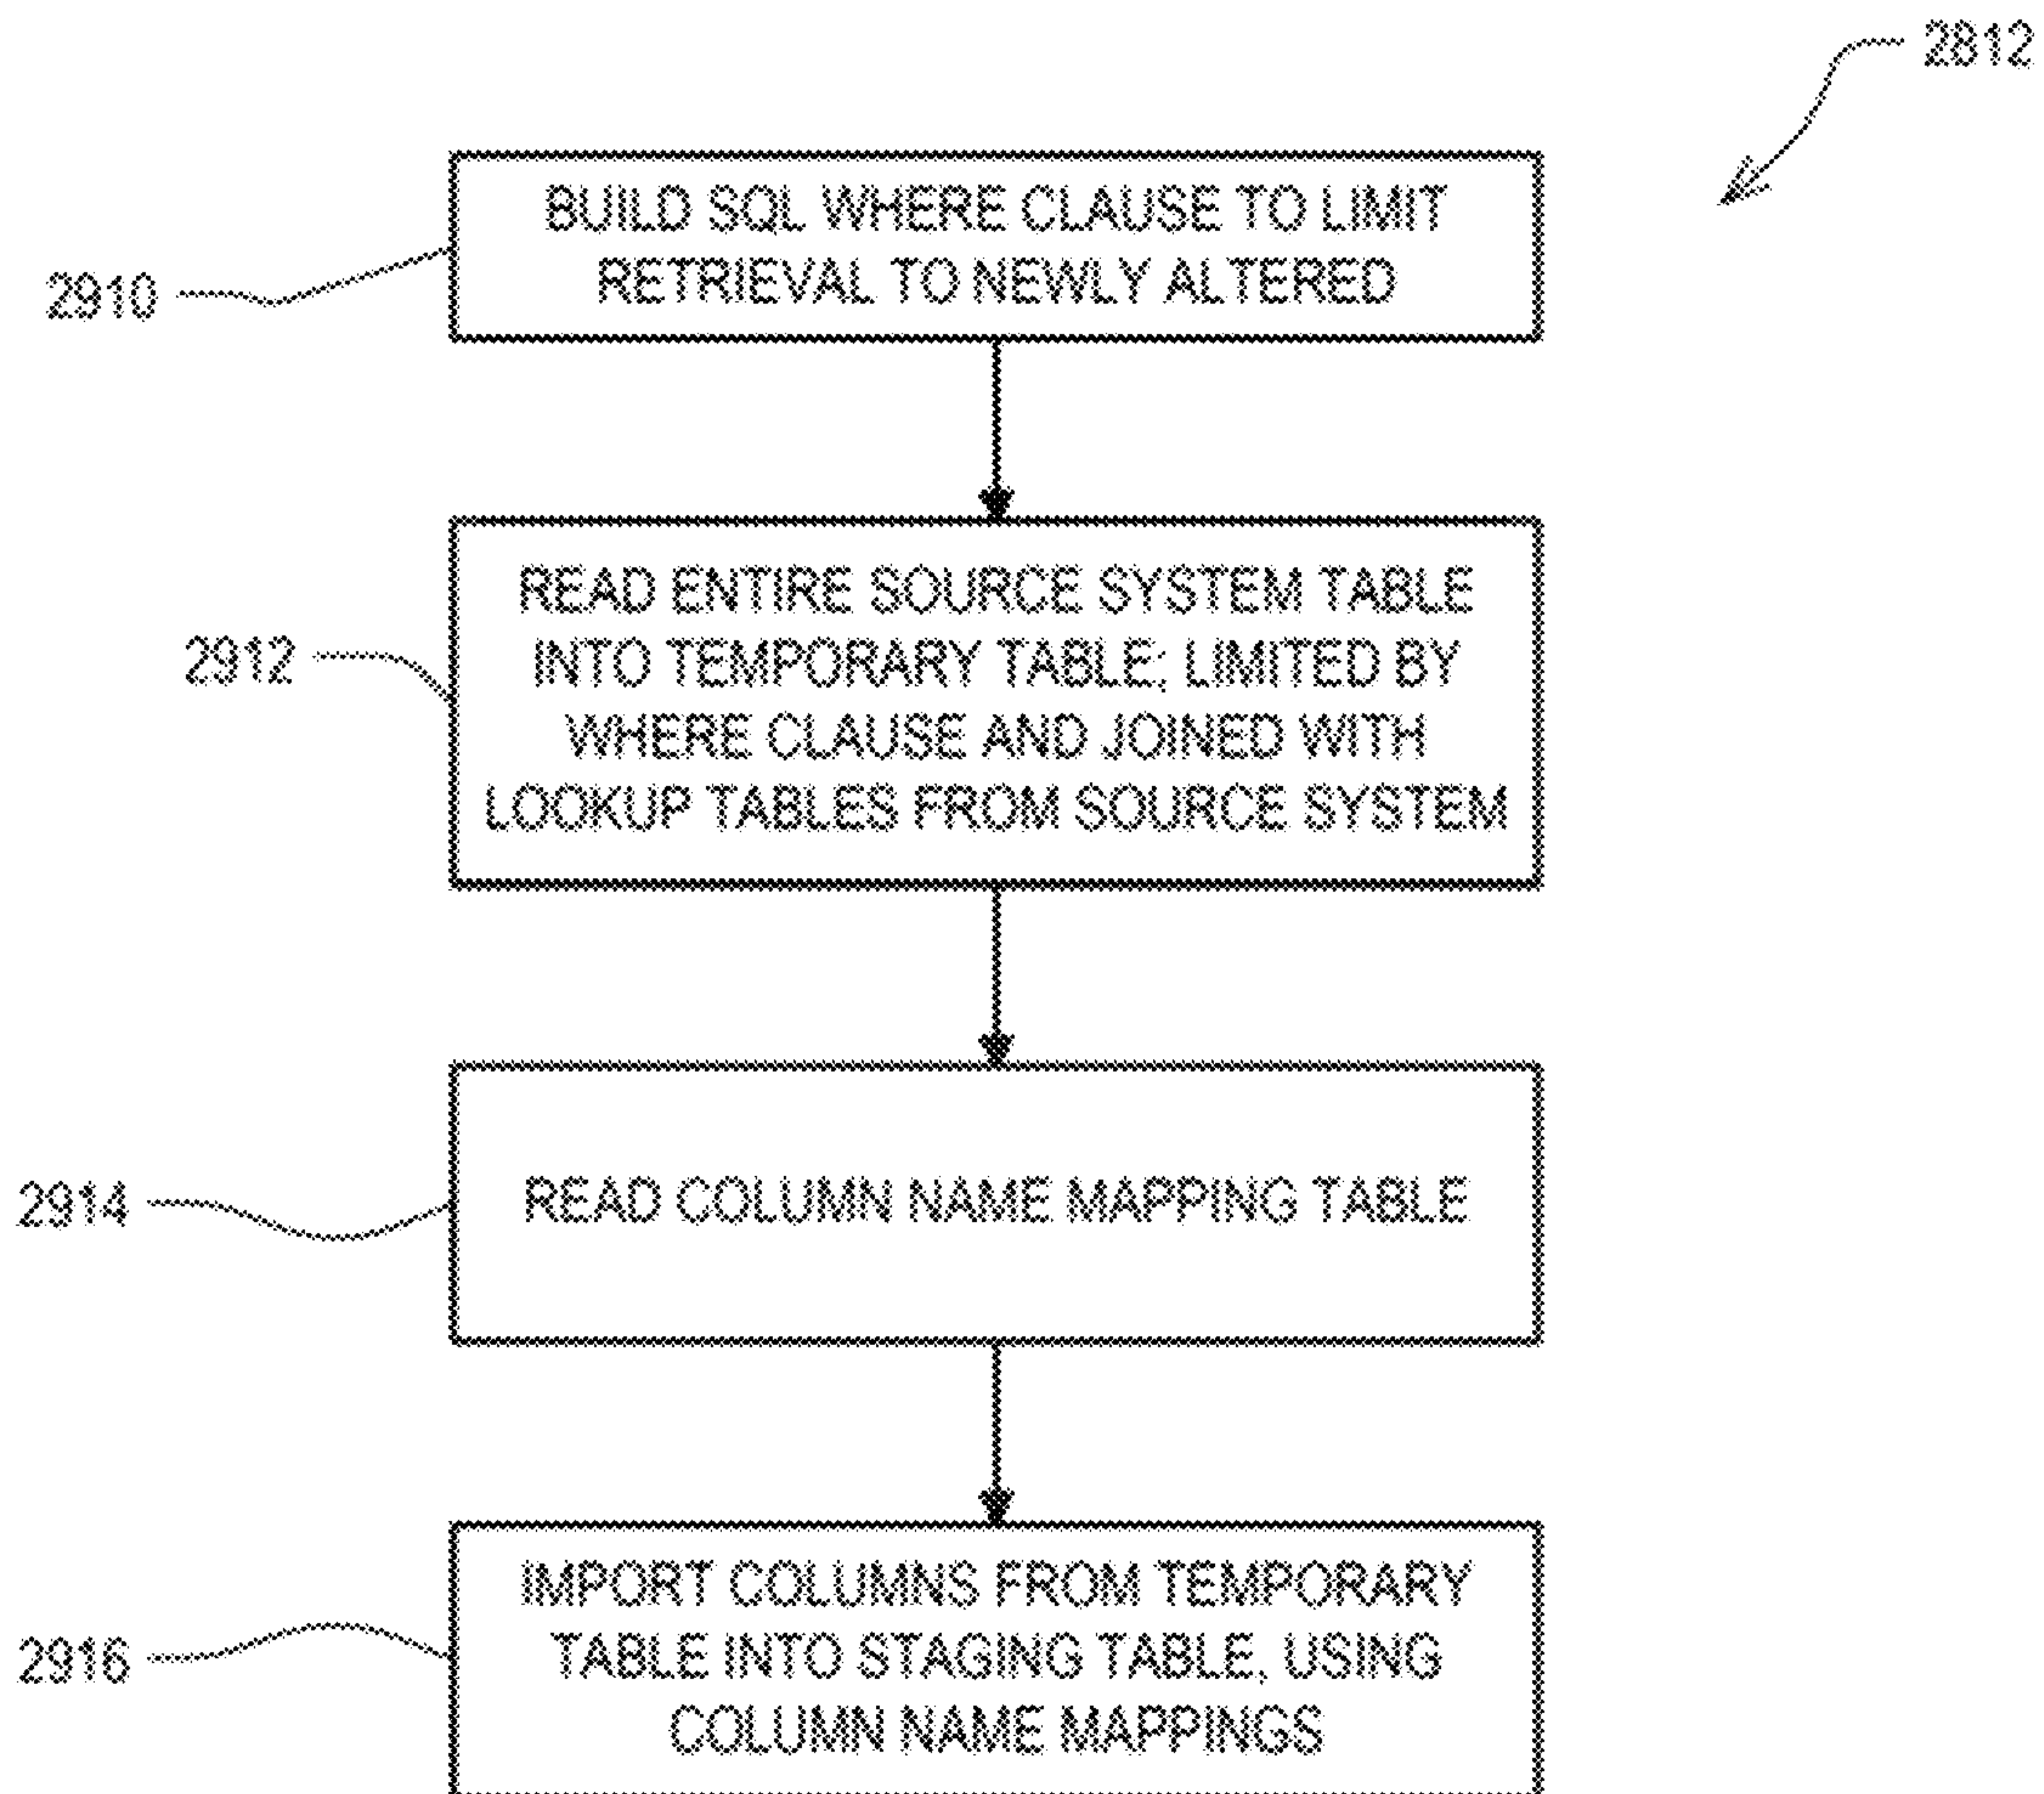 2812
BUILD SQL WHERE CLAUSE TO LIMIT
RETRIEVAL TO NEWLY ALTERED
2910
READ ENTIRE SOURCE SYSTEM TABLE
INTO TEMPORARY TABLE; LIMITED BY
WHERE CLAUSE AND JOINED WITH
LOOKUP TABLES FROM SOURCE SYSTEM
2912
READ COLUMN NAME MAPPING TABLE
2914
IMPORT COLUMNS FROM TEMPORARY
TABLE INTO STAGING TABLE, USING
COLUMN NAME MAPPINGS
2916